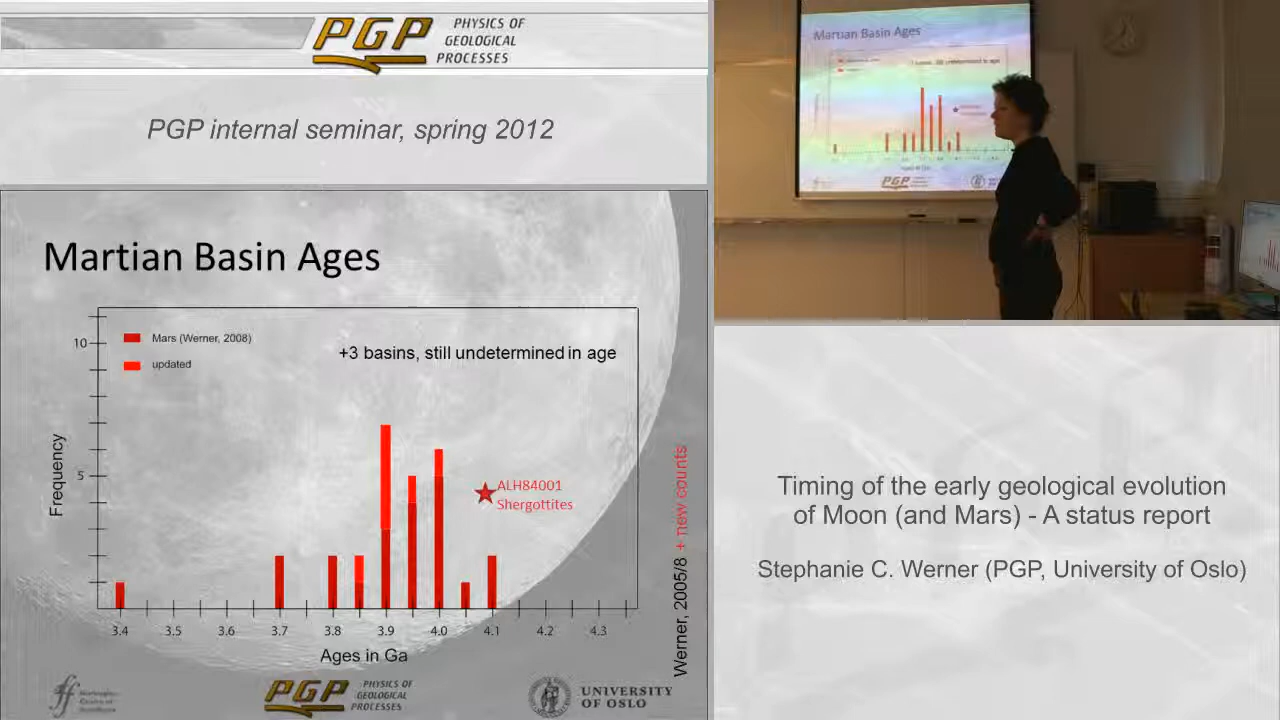 PGP
PHYSICS OF
GEOLOGICAL
PROCESSES
PGP internal seminar, spring 2012
Martian Basin Ages
Mars (Werner, 2008)
updated
+3 basins, still undetermined in age
10
5
Frequency
ALH84001
Shergottites
3.4 3.5 3.6 3.7 3.8 3.9 4.0 4.1 4.2 4.3
Ages in Ga
Werner, 2005/8 + new counts
PGP
PHYSICS OF
GEOLOGICAL
PROCESSES
UNIVERSITY
OF OSLO
Martian Basin Ages
PGP
Timing of the early geological evolution
of Moon (and Mars) - A status report
Stephanie C. Werner (PGP, University of Oslo)